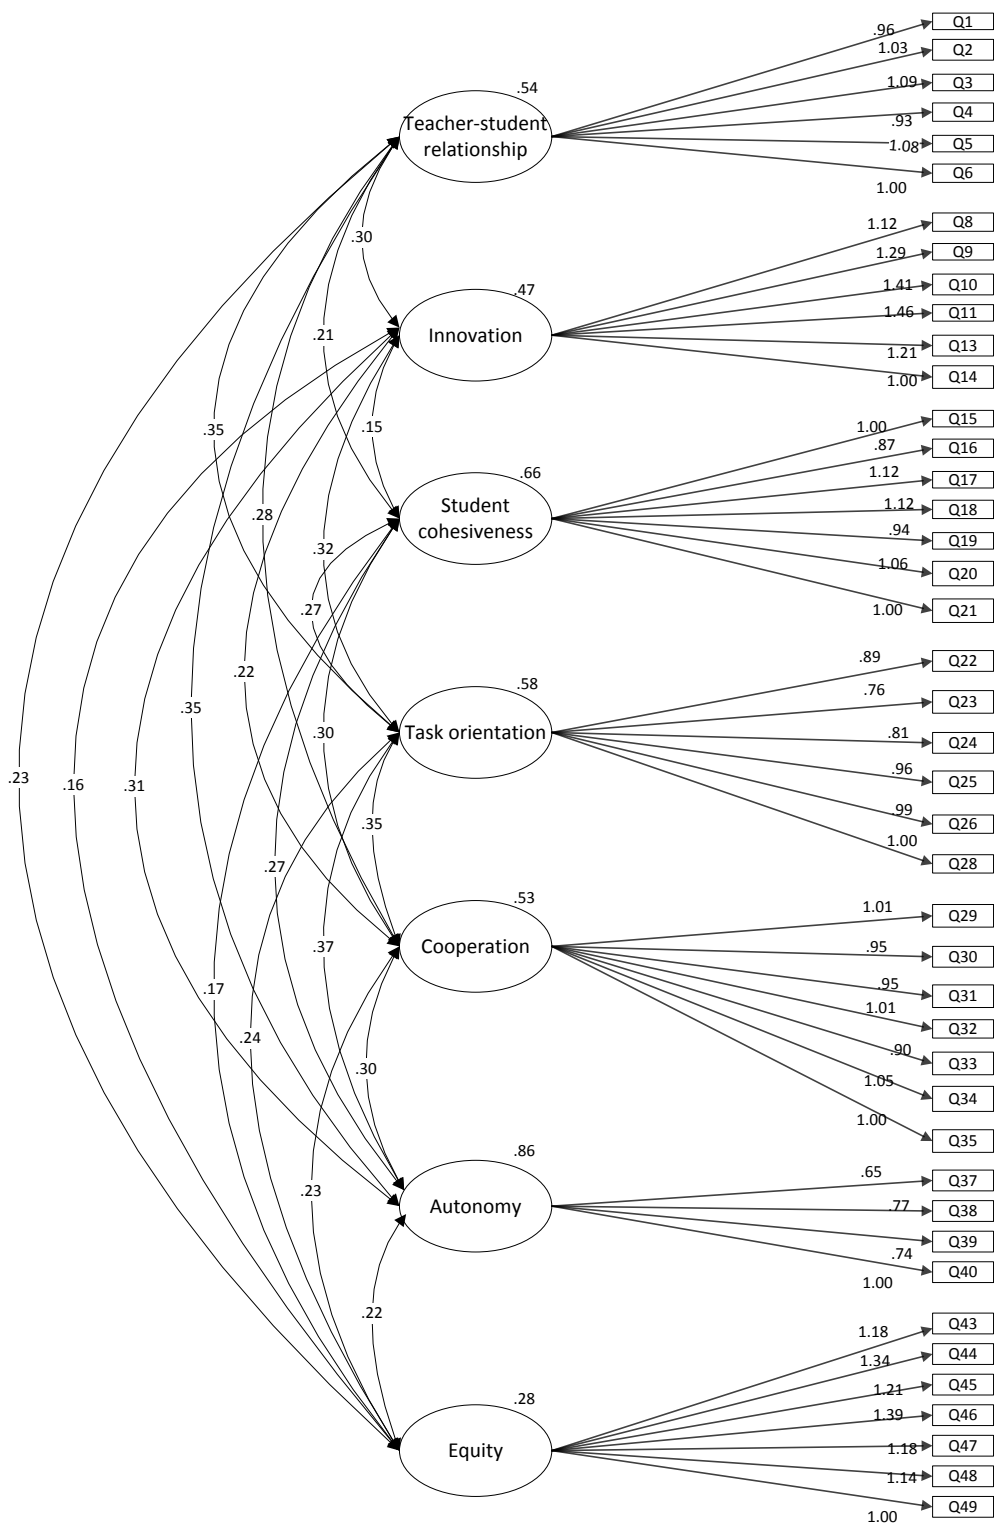 Q1
.96
Q2
1.03
Q3
1.09
.54
Teacher-student
relationship
Q4
.93
Q5
1.08
Q6
1.00
.30
Q8
1.12
Q9
1.29
Q10
1.41
.47
Innovation
Q11
1.46
Q13
1.21
Q14
1.00
.21
.35
.15
Q15
1.00
Q16
.87
Q17
1.12
.66
Student
cohesiveness
Q18
1.12
Q19
.94
Q20
1.06
Q21
1.00
.28
.32
.27
.22
.35
.30
Q22
.89
Q23
.76
.58
Task orientation
Q24
.81
Q25
.96
Q26
.99
Q28
1.00
.23
.16
.31
.35
.27
Q29
1.01
.53
Cooperation
Q30
.95
Q31
.95
Q32
1.01
Q33
.90
Q34
1.05
Q35
1.00
.37
.17
.24
.30
.86
Autonomy
Q37
.65
Q38
.77
Q39
.74
Q40
1.00
.23
.22
Q43
1.18
Q44
1.34
Q45
1.21
.28
Equity
Q46
1.39
Q47
1.18
Q48
1.14
Q49
1.00